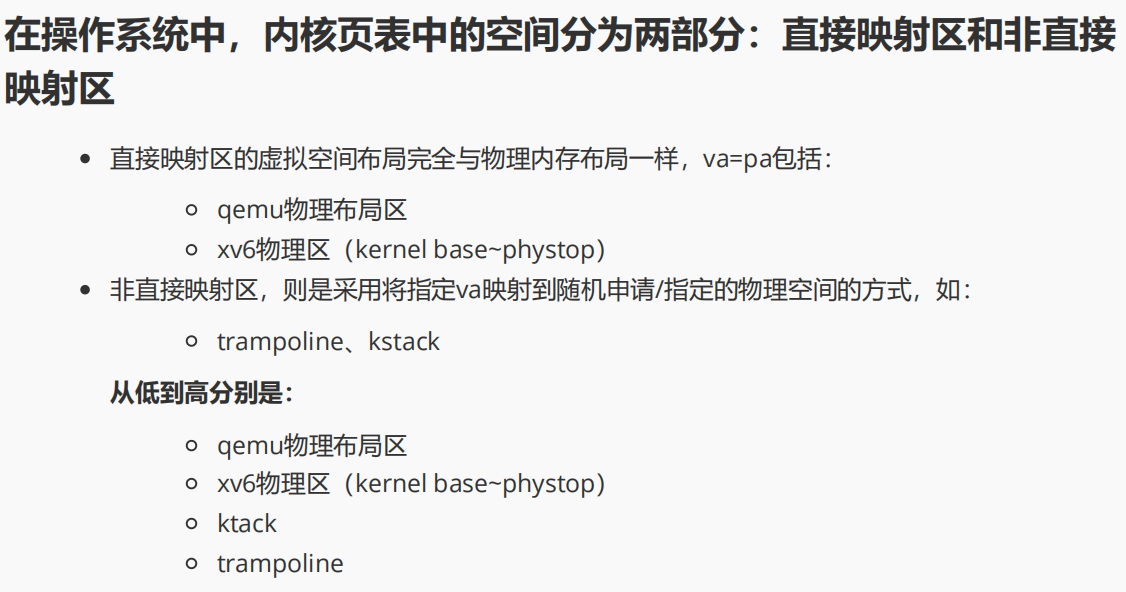 在操作系统中，内核页表中的空间分为两部分：直接映射区和非直接
映射区
直接映射区的虚拟空间布局完全与物理内存布局一样，va=pa包括：
qemu物理布局区
xv6物理区（kernel base~phystop）
非直接映射区，则是采用将指定va映射到随机申请/指定的物理空间的方式，如：
trampoline、kstack
从低到高分别是：
qemu物理布局区
xv6物理区（kernel base~phystop）
ktack
trampoline